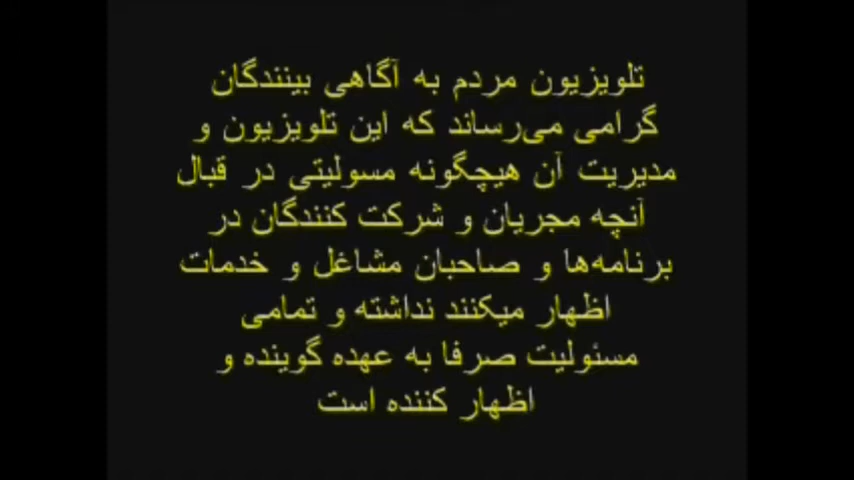 تلویزیون مردم به آگاهی بینندگان
گرامی می‌رساند که این تلویزیون و
مدیریت آن هیچگونه مسولیتی در قبال
آنچه مجریان و شرکت کنندگان در
برنامه‌ها و صاحبان مشاغل و خدمات
اظهار میکنند نداشته و تمامی
مسئولیت صرفا به عهده گوینده و
اظهار کننده است